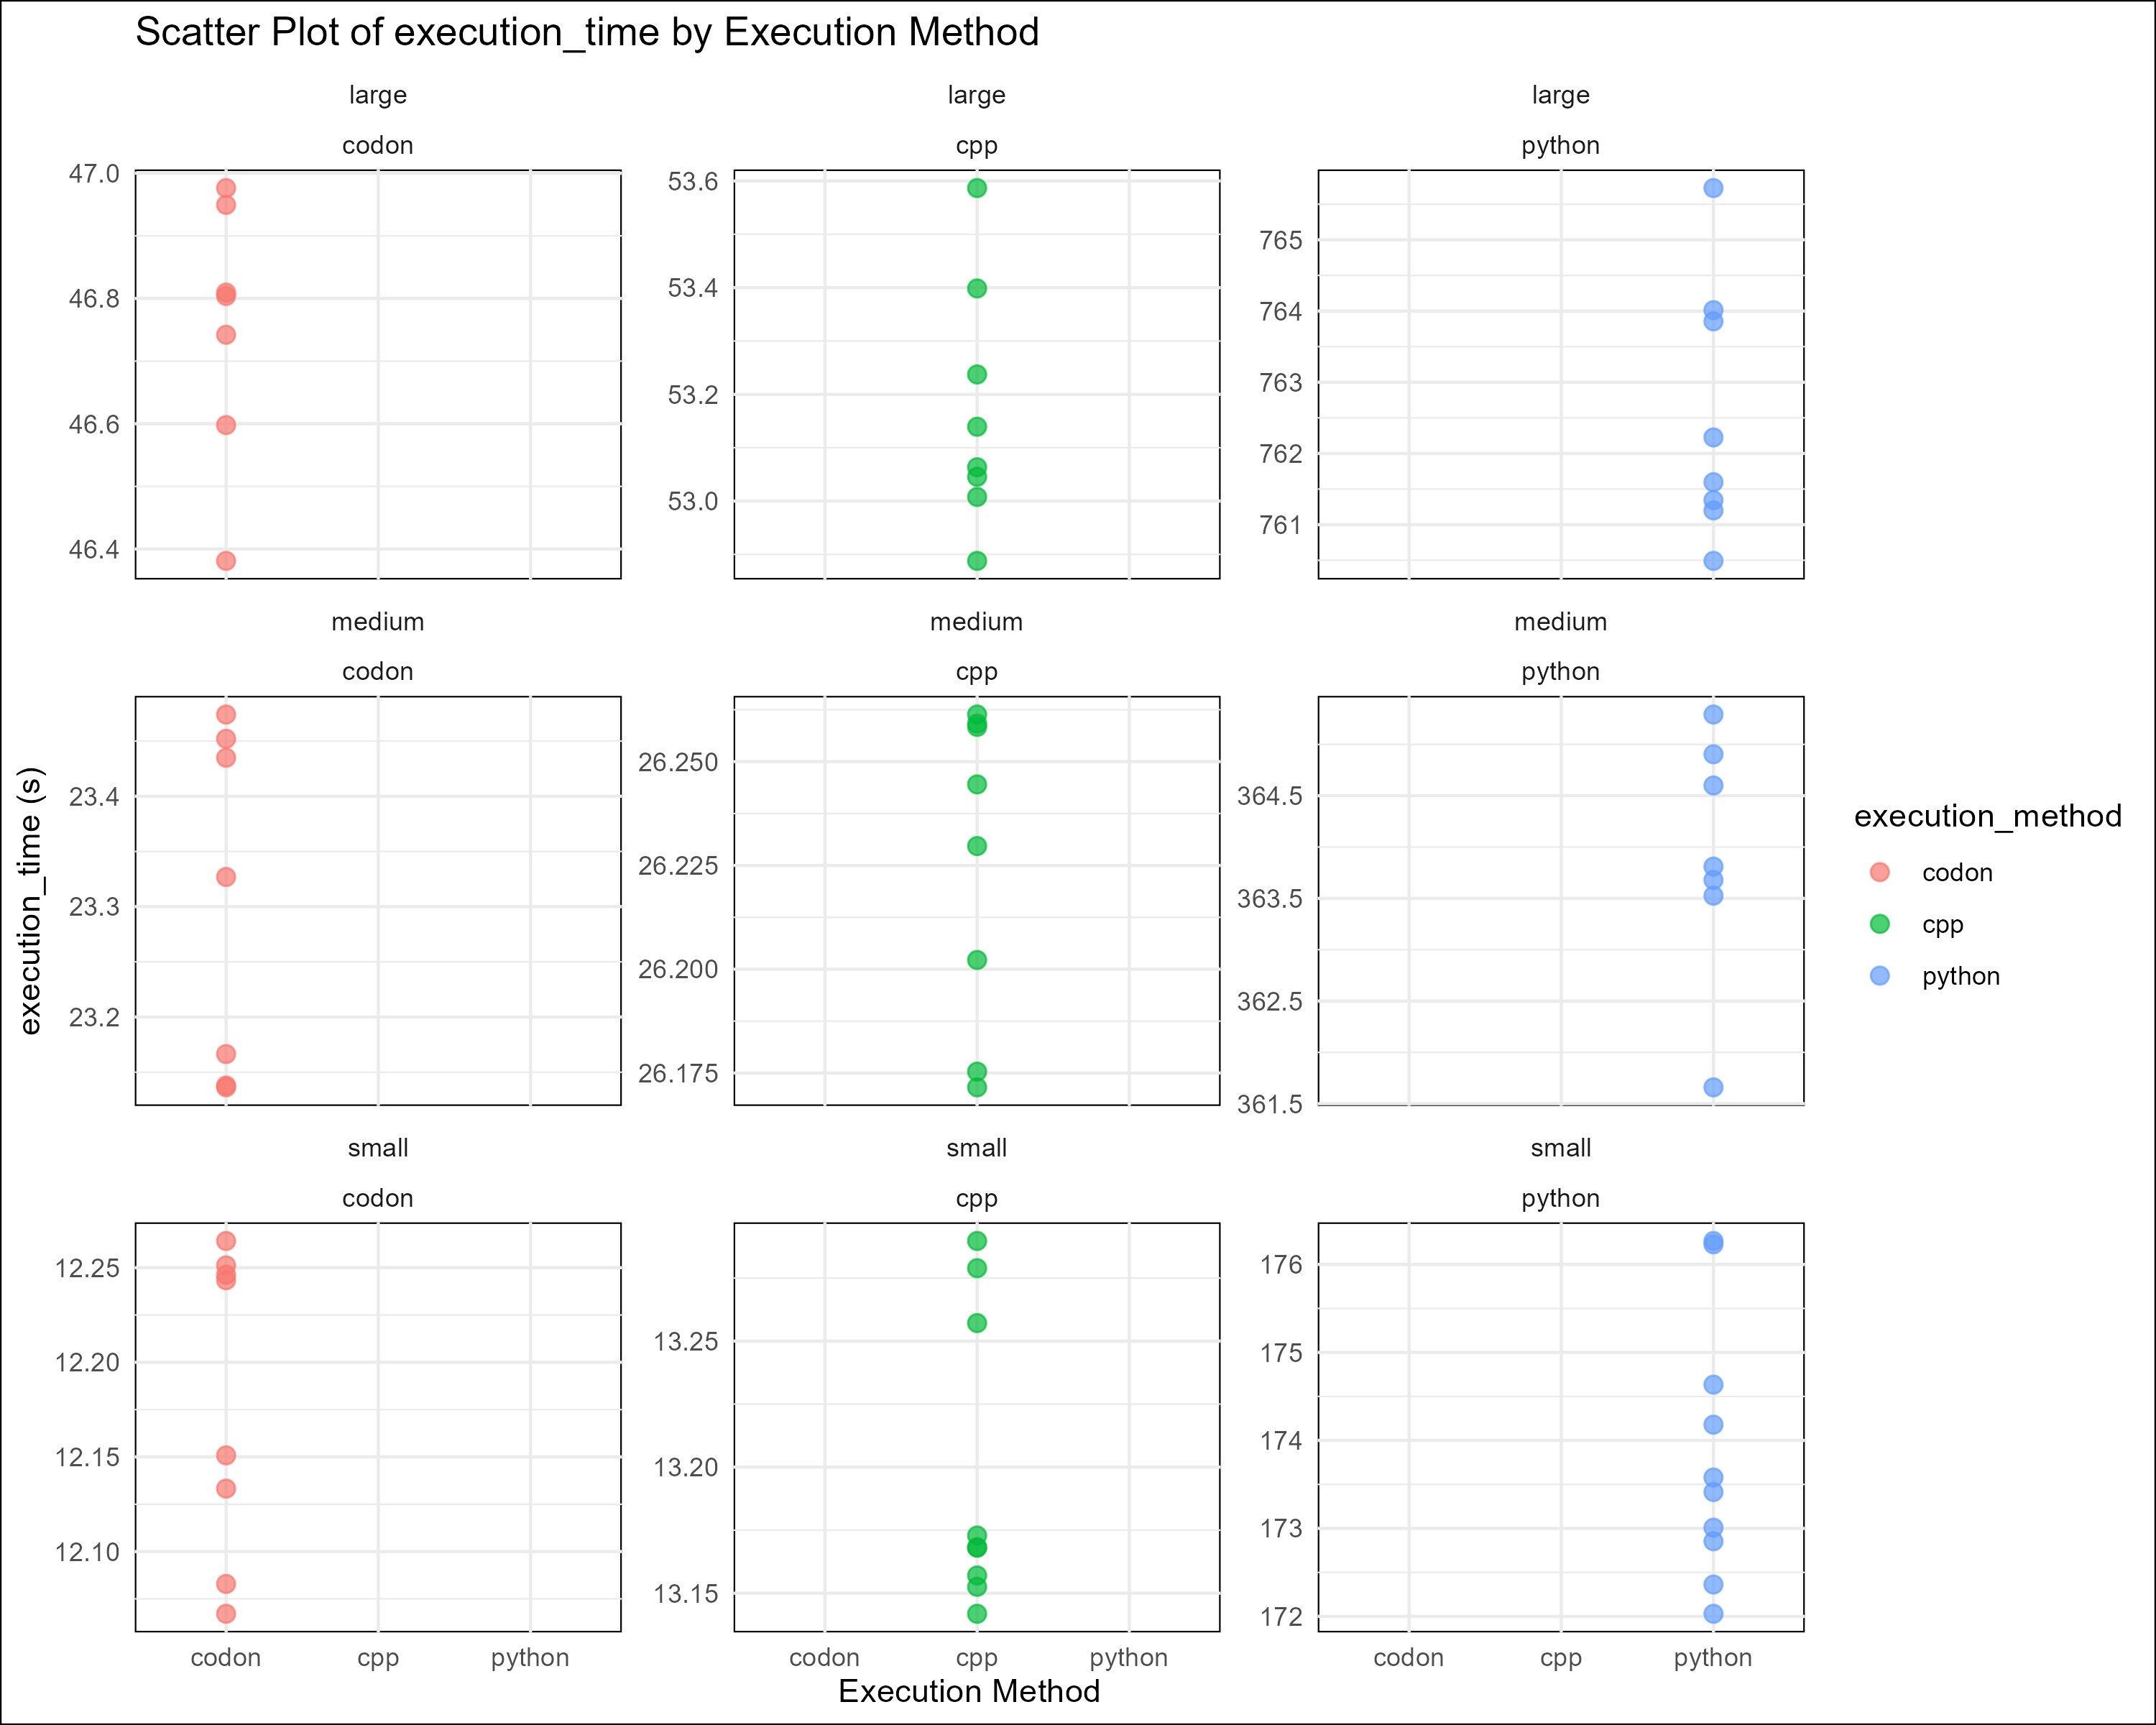 Scatter Plot of execution_time by Execution Method
large large large
codon cpp python
47.0
46.8
46.6
46.4
53.6
53.4
53.2
53.0
765
764
763
762
761
medium medium medium
codon cpp python
23.4
23.3
23.2
26.250
26.225
26.200
26.175
364.5
363.5
362.5
361.5
small small small
codon cpp python
12.25
12.20
12.15
12.10
13.25
13.20
13.15
176
175
174
173
172
codon cpp python codon cpp python codon cpp python
Execution Method
execution_time (s)
execution_method
codon
cpp
python